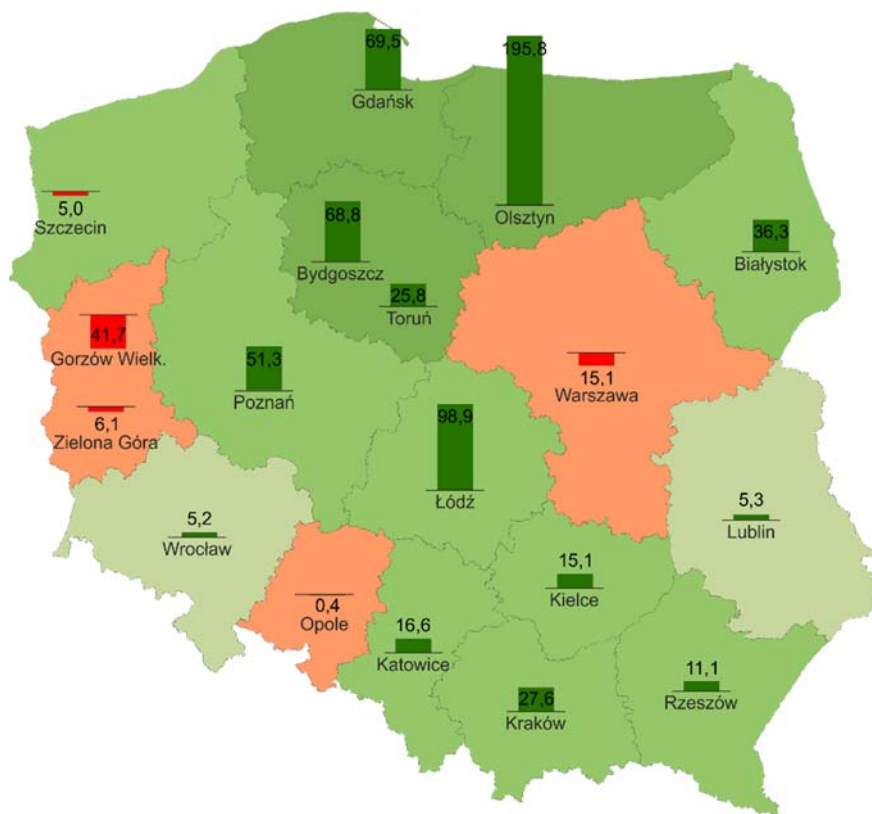 69,5
Gdańsk
195,8
Olsztyn
5,0
Szczecin
68,8
Bydgoszcz
25,8
Toruń
36,3
Białystok
41,7
Gorzów Wielk.
6,1
Zielona Góra
51,3
Poznań
15,1
Warszawa
98,9
Łódź
5,2
Wrocław
5,3
Lublin
0,4
Opole
16,6
Katowice
15,1
Kielce
27,6
Kraków
11,1
Rzeszów